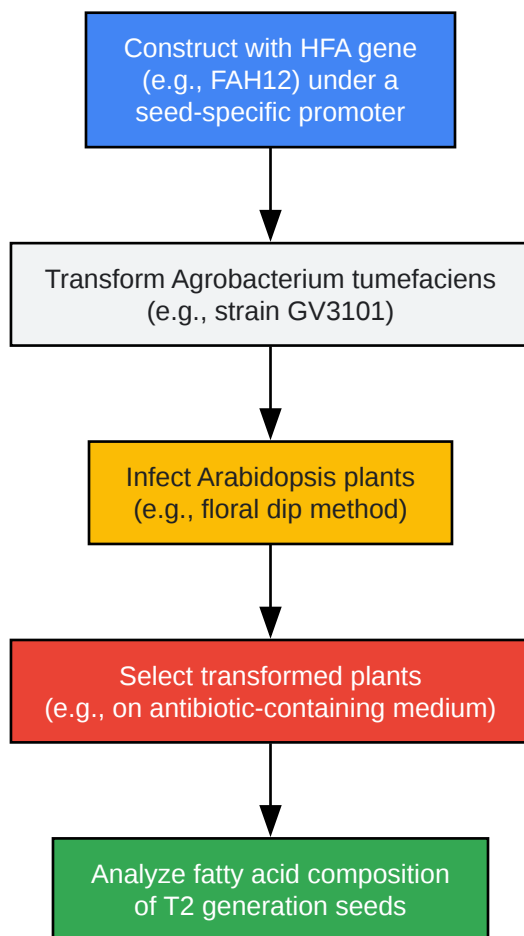 Construct with HFA gene
(e.g., FAH12) under a
seed-specific promoter
Transform Agrobacterium tumefaciens
(e.g., strain GV3101)
Infect Arabidopsis plants
(e.g., floral dip method)
Select transformed plants
(e.g., on antibiotic-containing medium)
Analyze fatty acid composition
of T2 generation seeds